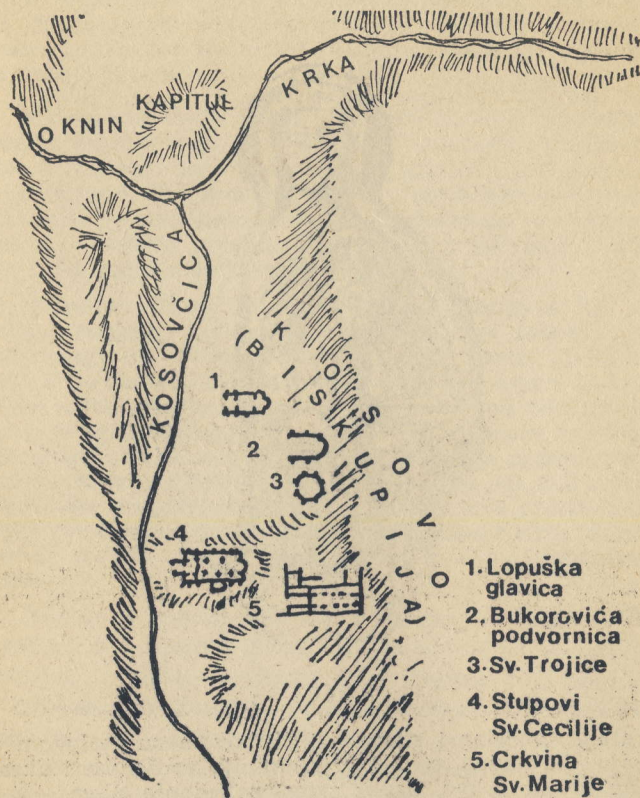 KRKA
KAPITUL
KNIN
KOSOVČICA
KOSOVO
(BISKUPIJA)
1
2
3
4
5
1. Lopuška
glavica
2. Bukorovića
podvornica
3. Sv. Trojice
4. Stupovi
Sv. Cecilije
5. Crkvina
Sv. Marije